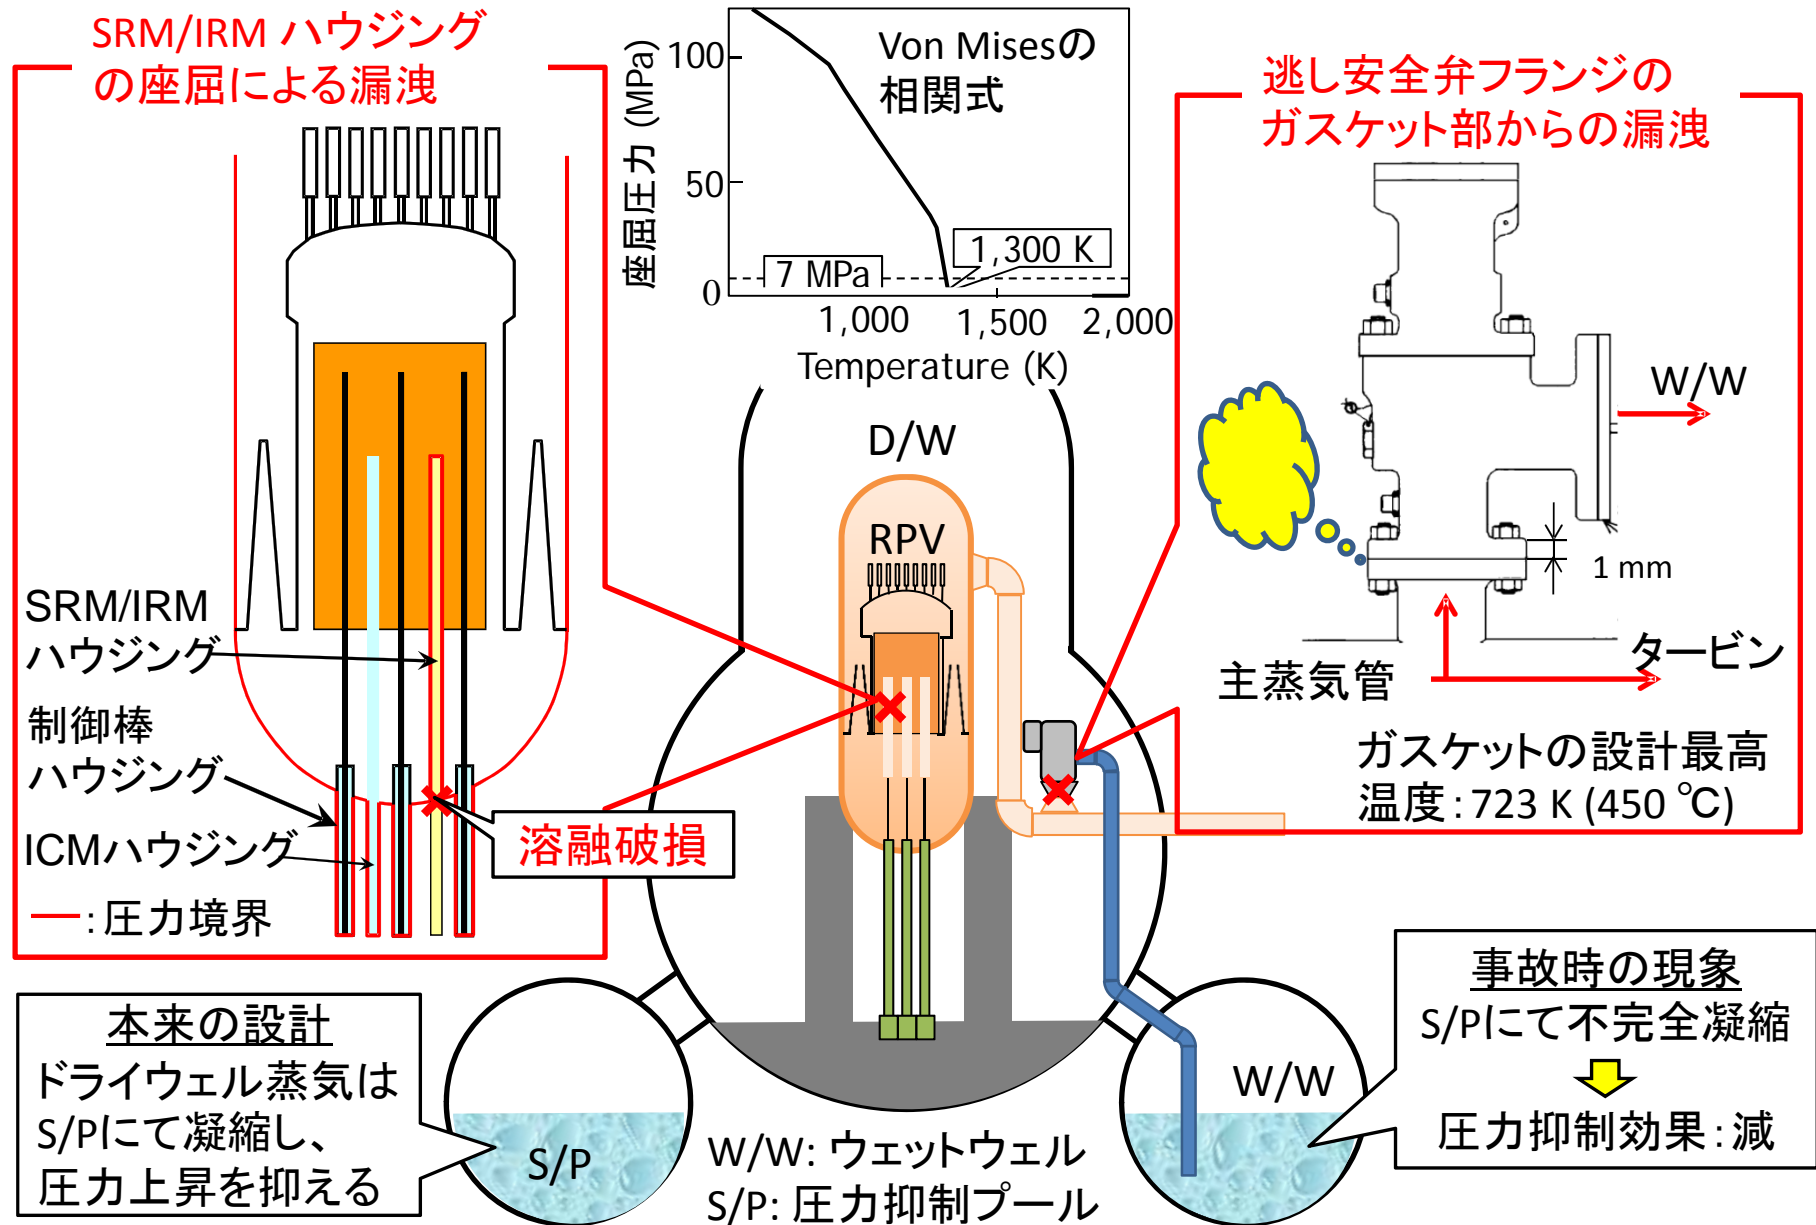 SRM/IRM ハウジング
の座屈による漏洩
SRM/IRM
ハウジング
制御棒
ハウジング
ICMハウジング
溶融破損
:圧力境界
座屈圧力 (MPa)
100
50
0
Von Misesの
相関式
1,300 K
7 MPa
1,000
1,500
2,000
Temperature (K)
逃し安全弁フランジの
ガスケット部からの漏洩
W/W
1 mm
タービン
主蒸気管
ガスケットの設計最高
温度:723 K (450 ℃)
D/W
RPV
本来の設計
ドライウェル蒸気は
S/Pにて凝縮し、
圧力上昇を抑える
S/P
W/W: ウェットウェル
S/P: 圧力抑制プール
W/W
事故時の現象
S/Pにて不完全凝縮
圧力抑制効果:減